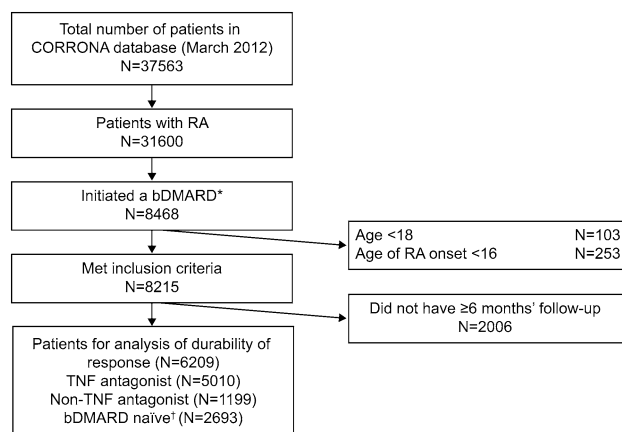 Total number of patients in
CORRONA database (March 2012)
N=37563
Patients with RA
N=31600
Initiated a bDMARD*
N=8468
Age <18 N=103
Age of RA onset <16 N=253
Met inclusion criteria
N=8215
Did not have ≥6 months’ follow-up
N=2006
Patients for analysis of durability of
response (N=6209)
TNF antagonist (N=5010)
Non-TNF antagonist (N=1199)
bDMARD naïve† (N=2693)